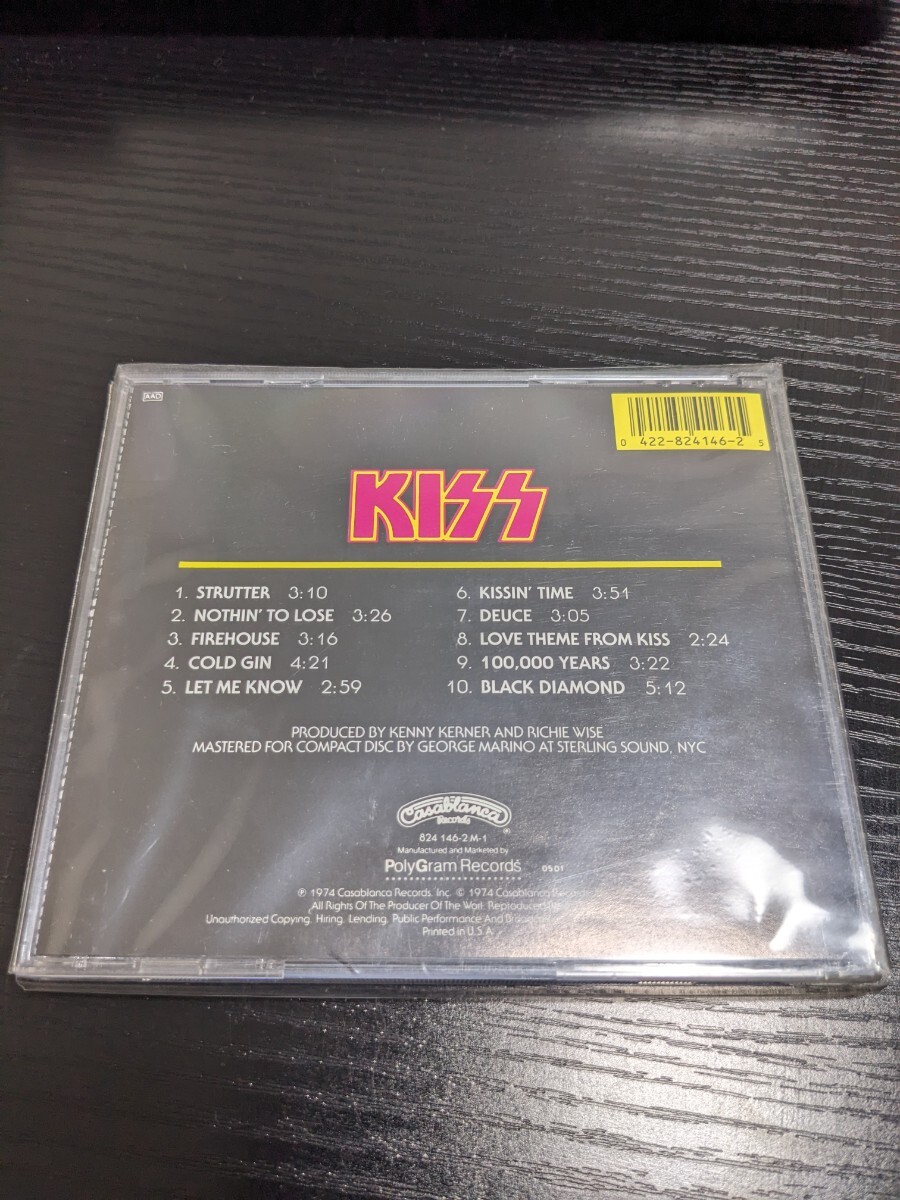 AAD
0 422-824146-2 5
KISS
1. STRUTTER 3:10
2. NOTHIN' TO LOSE 3:26
3. FIREHOUSE 3:16
4. COLD GIN 4:21
5. LET ME KNOW 2:59
6. KISSIN' TIME 3:51
7. DEUCE 3:05
8. LOVE THEME FROM KISS 2:24
9. 100,000 YEARS 3:22
10. BLACK DIAMOND 5:12
PRODUCED BY KENNY KERNER AND RICHIE WISE
MASTERED FOR COMPACT DISC BY GEORGE MARINO AT STERLING SOUND, NYC
Casablanca
Records
824 146-2 M-1
Manufactured and Marketed by
PolyGram Records
0501
℗ 1974 Casablanca Records, Inc. © 1974 Casablanca
All Rights Of The Producer Of The
Unauthorized Copying, Hiring, Lending, Public Performance And
Printed in U.S.A.